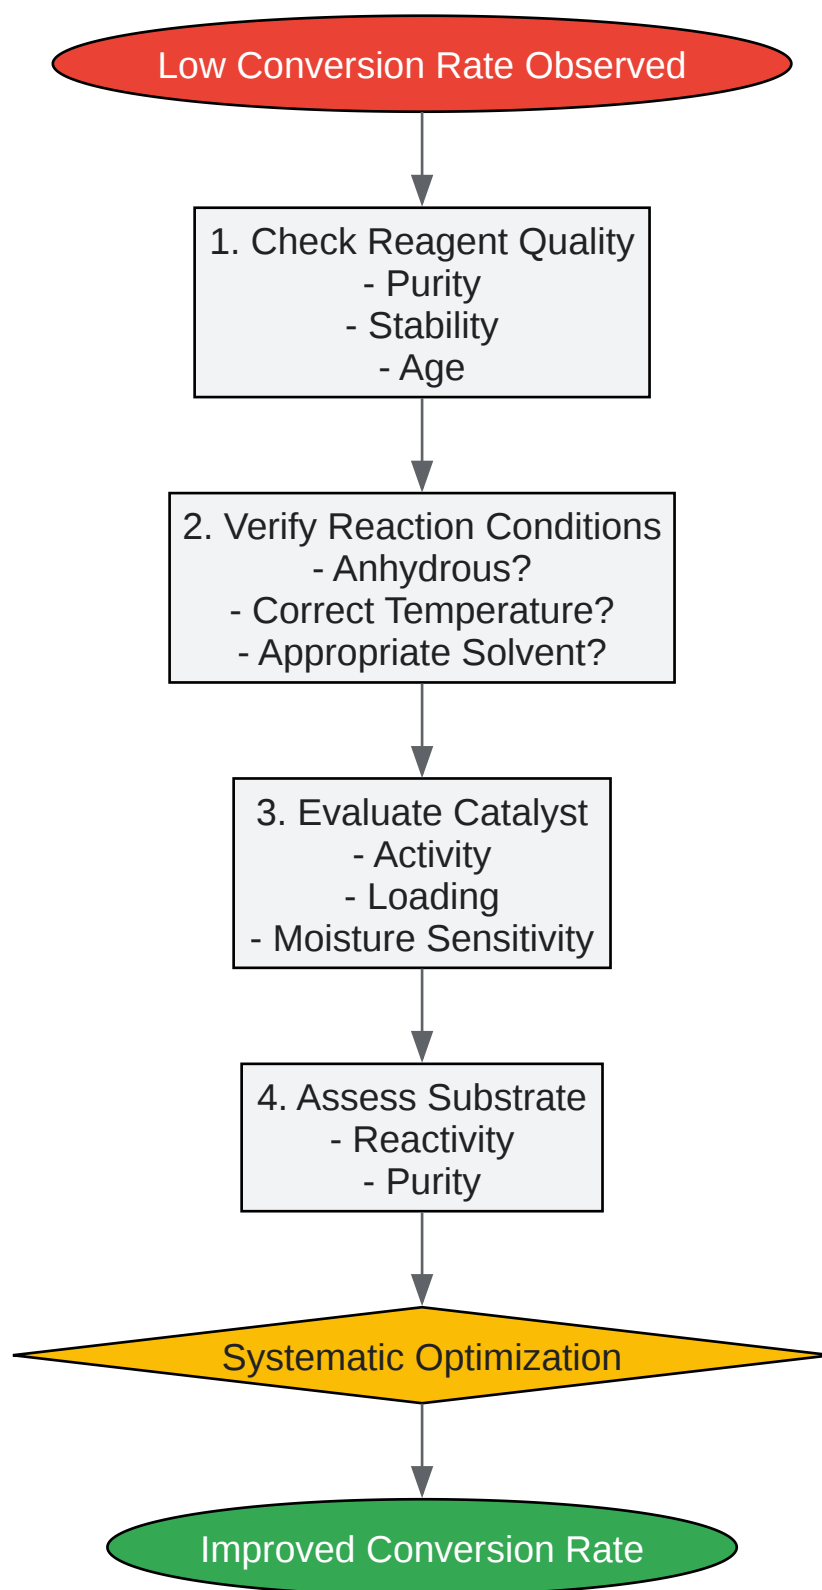 Low Conversion Rate Observed
1. Check Reagent Quality
- Purity
- Stability
- Age
2. Verify Reaction Conditions
- Anhydrous?
- Correct Temperature?
- Appropriate Solvent?
3. Evaluate Catalyst
- Activity
- Loading
- Moisture Sensitivity
4. Assess Substrate
- Reactivity
- Purity
Systematic Optimization
Improved Conversion Rate